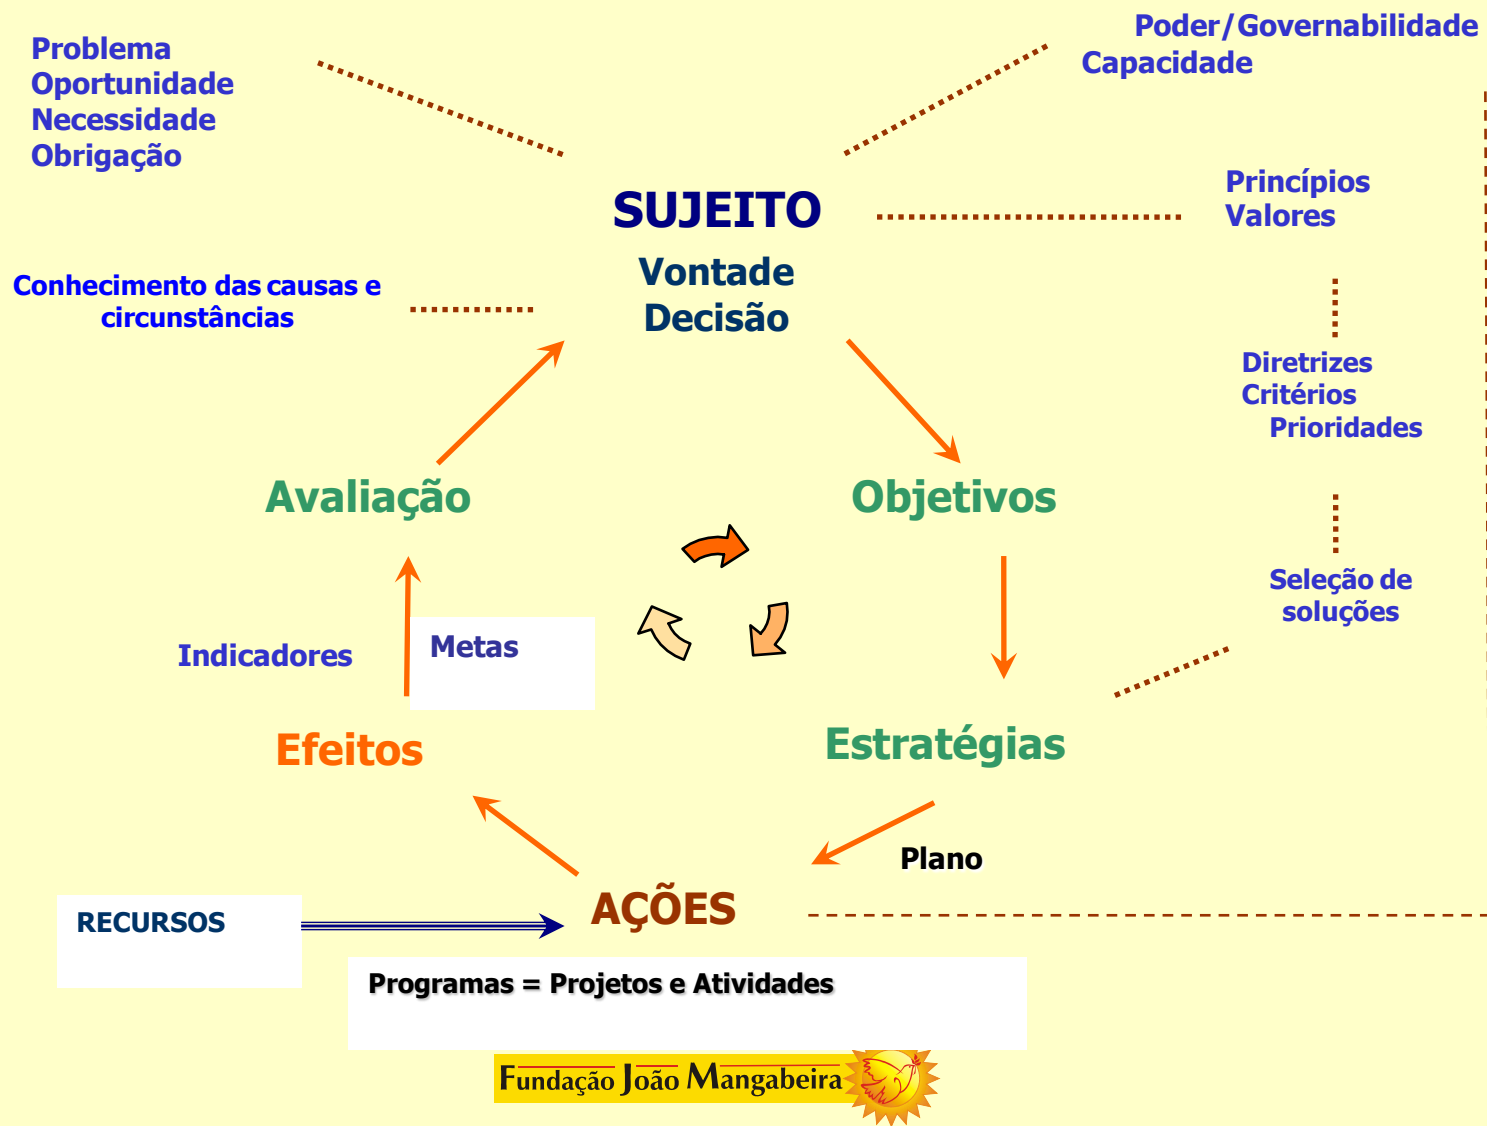 Problema
Oportunidade
Necessidade
Obrigação
Poder/Governabilidade
Capacidade
SUJEITO
Vontade
Decisão
Princípios
Valores
Conhecimento das causas e
circunstâncias
Diretrizes
Critérios
Prioridades
Avaliação
Objetivos
Seleção de
soluções
Indicadores
Metas
Efeitos
Estratégias
Plano
AÇÕES
RECURSOS
Programas = Projetos e Atividades
Fundação João Mangabeira